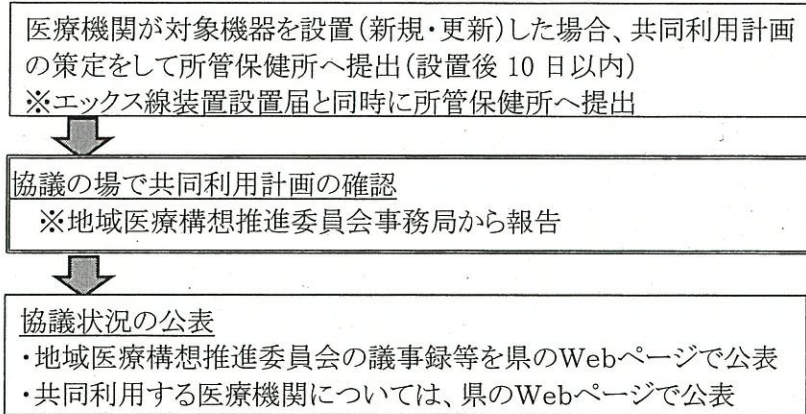 医療機関が対象機器を設置(新規・更新)した場合、共同利用計画
の策定をして所管保健所へ提出(設置後 10 日以内)
※エックス線装置設置届と同時に所管保健所へ提出
協議の場で共同利用計画の確認
※地域医療構想推進委員会事務局から報告
協議状況の公表
・地域医療構想推進委員会の議事録等を県のWebページで公表
・共同利用する医療機関については、県のWebページで公表